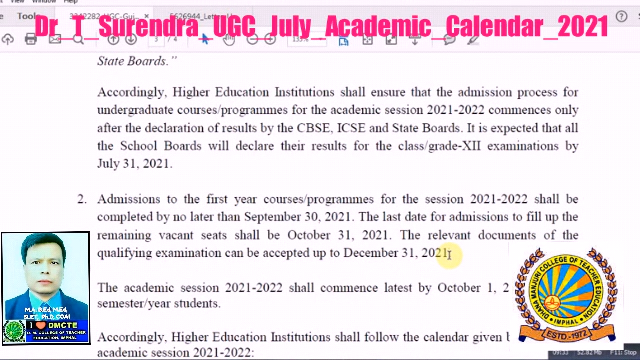 Dr_T_Surendra_UGC_July_Academic_Calendar_2021
Tools
State Boards.”
Accordingly, Higher Education Institutions shall ensure that the admission process for
undergraduate courses/programmes for the academic session 2021-2022 commences only
after the declaration of results by the CBSE, ICSE and State Boards. It is expected that all
the School Boards will declare their results for the class/grade-XII examinations by
July 31, 2021.
2. Admissions to the first year courses/programmes for the session 2021-2022 shall be
completed by no later than September 30, 2021. The last date for admissions to fill up the
remaining vacant seats shall be October 31, 2021. The relevant documents of the
qualifying examination can be accepted up to December 31, 2021.
The academic session 2021-2022 shall commence latest by October 1, 2
semester/year students.
Accordingly, Higher Education Institutions shall follow the calendar given b
academic session 2021-2022:
I ❤ DMCTE
COLLEGE OF TEACHER EDUCATION
IMPHAL
ESTD-1972